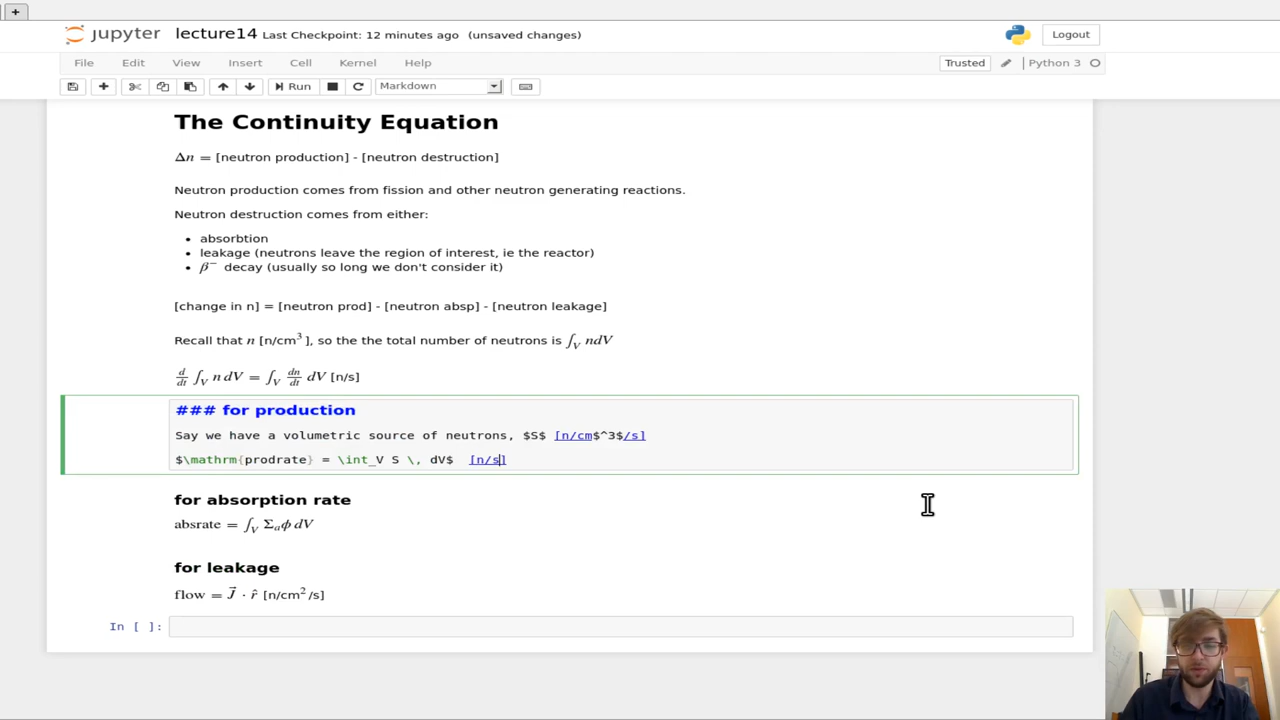 +
jupyter lecture14 Last Checkpoint: 12 minutes ago (unsaved changes) Logout
File Edit View Insert Cell Kernel Help Trusted Python 3
Run Markdown
The Continuity Equation
Δn = [neutron production] - [neutron destruction]
Neutron production comes from fission and other neutron generating reactions.
Neutron destruction comes from either:
• absorbtion
• leakage (neutrons leave the region of interest, ie the reactor)
• β⁻ decay (usually so long we don't consider it)
[change in n] = [neutron prod] - [neutron absp] - [neutron leakage]
Recall that n [n/cm³ ], so the the total number of neutrons is ∫_V ndV
d/dt ∫_V n dV = ∫_V dn/dt dV [n/s]
### for production
Say we have a volumetric source of neutrons, $S$ [n/cm$^3$/s]
$\mathrm{prodrate} = \int_V S \, dV$ [n/s]
for absorption rate
absrate = ∫_V Σₐϕ dV
for leakage
flow = J⃗ · r̂ [n/cm²/s]
In [ ]: